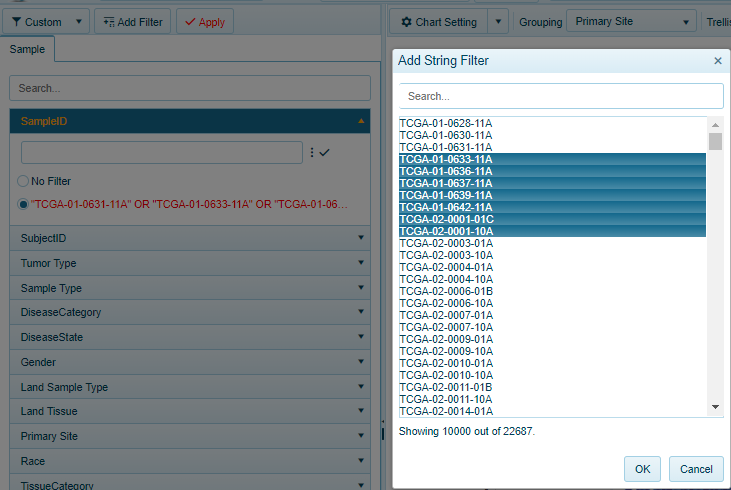 Custom
Add Filter
Apply
Chart Setting
Grouping
Primary Site
Trellis
Sample
Search...
SampleID
No Filter
"TCGA-01-0631-11A" OR "TCGA-01-0633-11A" OR "TCGA-01-06...
SubjectID
Tumor Type
Sample Type
DiseaseCategory
DiseaseState
Gender
Land Sample Type
Land Tissue
Primary Site
Race
TissueCategory
Add String Filter
Search...
TCGA-01-0628-11A
TCGA-01-0630-11A
TCGA-01-0631-11A
TCGA-01-0633-11A
TCGA-01-0636-11A
TCGA-01-0637-11A
TCGA-01-0639-11A
TCGA-01-0642-11A
TCGA-02-0001-01C
TCGA-02-0001-10A
TCGA-02-0003-01A
TCGA-02-0003-10A
TCGA-02-0004-01A
TCGA-02-0004-10A
TCGA-02-0006-01B
TCGA-02-0006-10A
TCGA-02-0007-01A
TCGA-02-0007-10A
TCGA-02-0009-01A
TCGA-02-0009-10A
TCGA-02-0010-01A
TCGA-02-0010-10A
TCGA-02-0011-01B
TCGA-02-0011-10A
TCGA-02-0014-01A
Showing 10000 out of 22687.
OK
Cancel